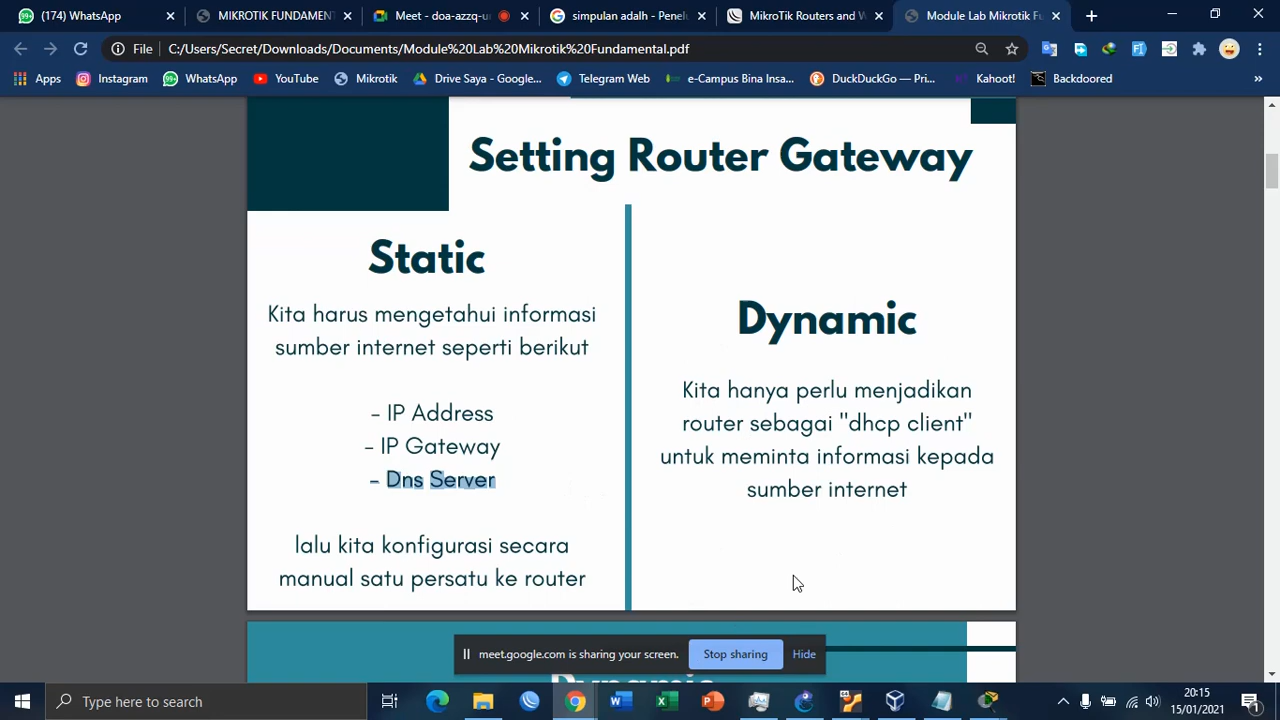 (174) WhatsApp
MIKROTIK FUNDAMEN
Meet - doa-azzq-u
simpulan adalh - Penel
MikroTik Routers and W
Module Lab Mikrotik F
File
C:/Users/Secret/Downloads/Documents/Module%20Lab%20Mikrotik%20Fundamental.pdf
Apps
Instagram
99+
WhatsApp
YouTube
Mikrotik
Drive Saya - Google...
Telegram Web
e-Campus Bina Insa...
DuckDuckGo — Pri...
Kahoot!
Backdoored
»
Setting Router Gateway
Static
Kita harus mengetahui informasi
sumber internet seperti berikut
- IP Address
- IP Gateway
- Dns Server
lalu kita konfigurasi secara
manual satu persatu ke router
Dynamic
Kita hanya perlu menjadikan
router sebagai "dhcp client"
untuk meminta informasi kepada
sumber internet
meet.google.com is sharing your screen.
Stop sharing
Hide
Type here to search
20:15
15/01/2021